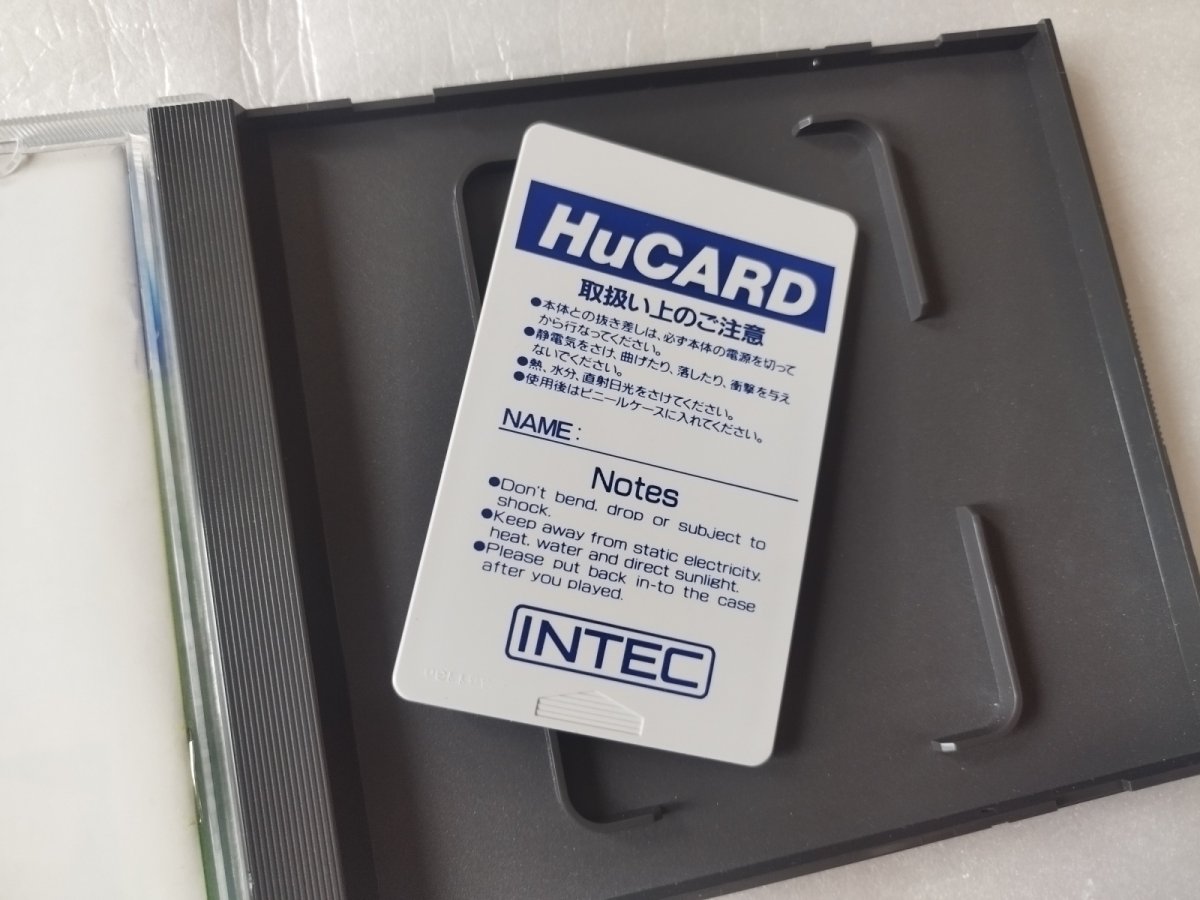 HuCARD
取扱い上のご注意
●本体との抜き差しは、必ず本体の電源を切って
から行なってください。
●静電気をさけ、曲げたり、落したり、衝撃を与え
ないでください。
●熱、水分、直射日光をさけてください。
●使用後はビニールケースに入れてください。
NAME:
Notes
●Don't bend, drop or subject to
shock.
●Keep away from static electricity,
heat, water and direct sunlight.
●Please put back in-to the case
after you played.
INTEC